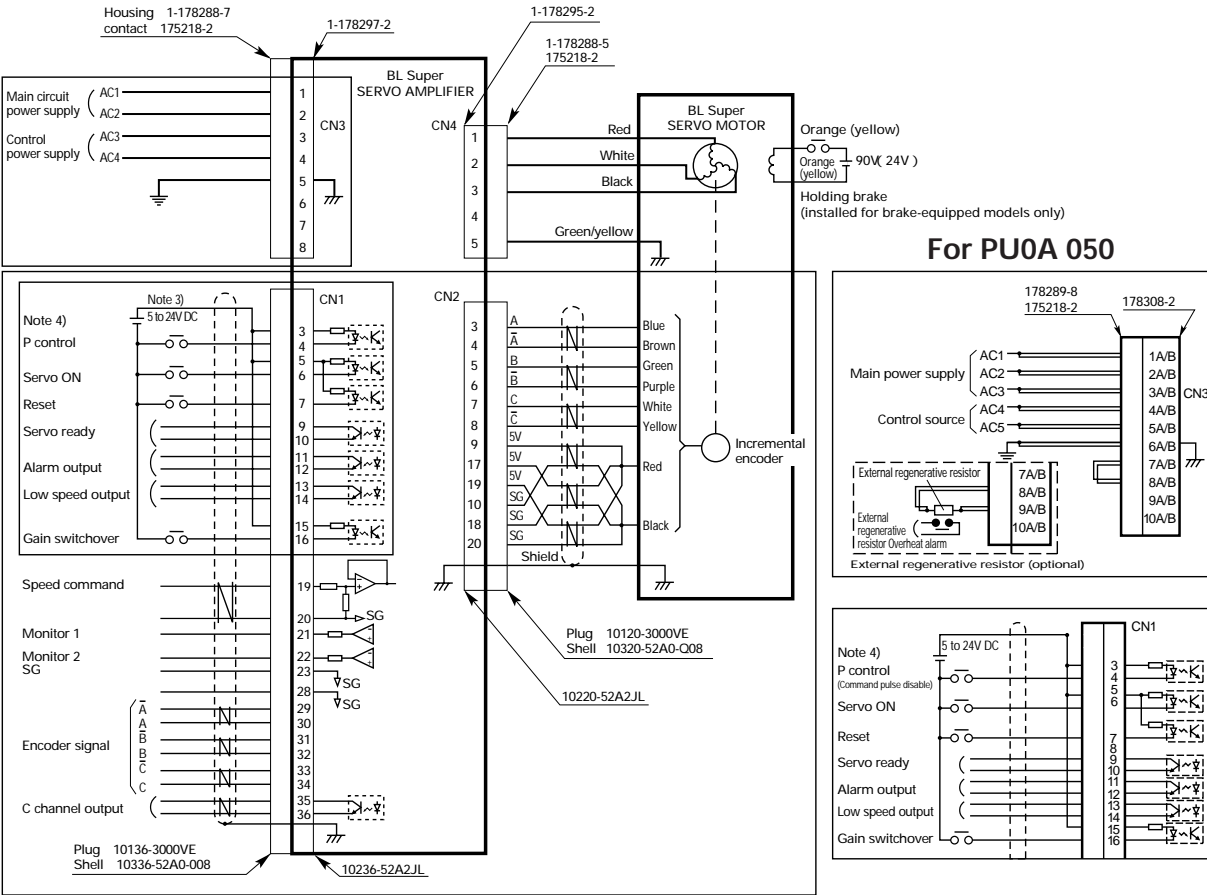 Housing 1-178288-7
contact 175218-2
1-178297-2
1-178295-2
1-178288-5
175218-2
BL Super
SERVO AMPLIFIER
Main circuit
power supply
AC1
AC2
Control
power supply
AC3
AC4
1
2
3
4
5
6
7
8
CN3
CN4
1
2
3
4
5
Red
White
Black
Green/yellow
BL Super
SERVO MOTOR
Orange (yellow)
Orange
(yellow)
90V( 24V )
Holding brake
(installed for brake-equipped models only)
Note 3)
5 to 24V DC
Note 4)
P control
Servo ON
Reset
Servo ready
Alarm output
Low speed output
Gain switchover
CN1
3
4
5
6
7
9
10
11
12
13
14
15
16
Speed command
Monitor 1
Monitor 2
SG
Encoder signal
A̅
A
B̅
B
C̅
C
C channel output
19
20
21
22
23
28
29
30
31
32
33
34
35
36
SG
SG
SG
Plug 10136-3000VE
Shell 10336-52A0-008
10236-52A2JL
CN2
3
4
5
6
7
8
9
17
19
10
18
20
A
A̅
B
B̅
C
C̅
5V
5V
5V
SG
SG
SG
Shield
Blue
Brown
Green
Purple
White
Yellow
Red
Black
Incremental
encoder
Plug 10120-3000VE
Shell 10320-52A0-Q08
10220-52A2JL
For PU0A 050
178289-8
175218-2
178308-2
Main power supply
AC1
AC2
AC3
Control source
AC4
AC5
1A/B
2A/B
3A/B
4A/B
5A/B
6A/B
7A/B
8A/B
9A/B
10A/B
CN3
External regenerative resistor
External
regenerative
resistor Overheat alarm
7A/B
8A/B
9A/B
10A/B
External regenerative resistor (optional)
CN1
5 to 24V DC
Note 4)
P control
(Command pulse disable)
Servo ON
Reset
Servo ready
Alarm output
Low speed output
Gain switchover
3
4
5
6
7
8
9
10
11
12
13
14
15
16